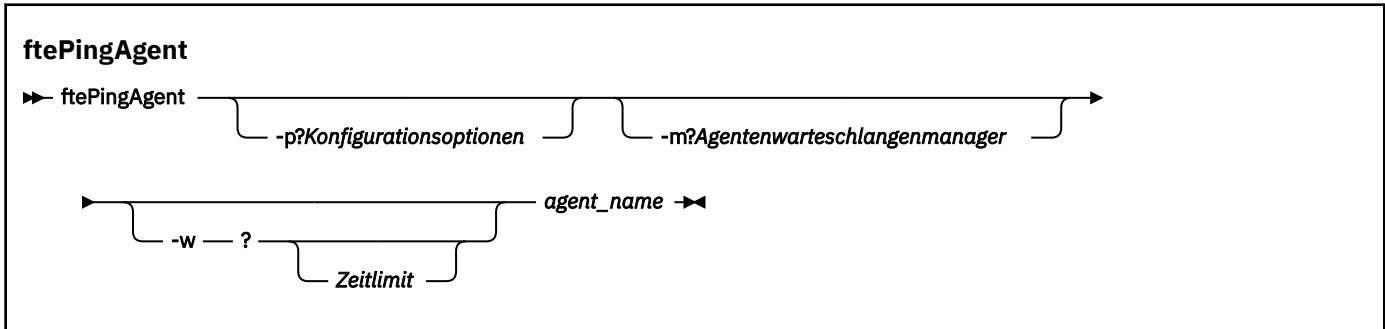 ftePingAgent
ftePingAgent
-p?Konfigurationsoptionen -m?Agentenwarteschlangenmanager
agent_name
-w ?
Zeitlimit